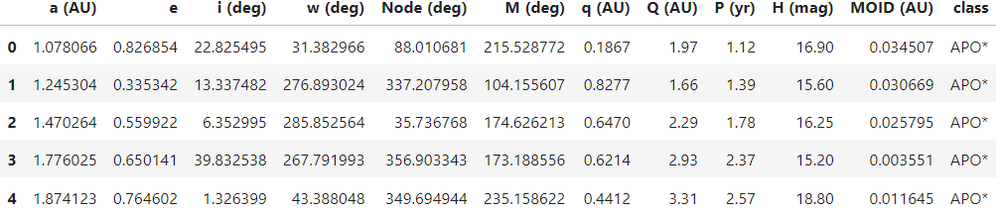 a (AU) e i (deg) w (deg) Node (deg) M (deg) q (AU) Q (AU) P (yr) H (mag) MOID (AU) class
0 1.078066 0.826854 22.825495 31.382966 88.010681 215.528772 0.1867 1.97 1.12 16.90 0.034507 APO*
1 1.245304 0.335342 13.337482 276.893024 337.207958 104.155607 0.8277 1.66 1.39 15.60 0.030669 APO*
2 1.470264 0.559922 6.352995 285.852564 35.736768 174.626213 0.6470 2.29 1.78 16.25 0.025795 APO*
3 1.776025 0.650141 39.832538 267.791993 356.903343 173.188556 0.6214 2.93 2.37 15.20 0.003551 APO*
4 1.874123 0.764602 1.326399 43.388048 349.694944 235.158622 0.4412 3.31 2.57 18.80 0.011645 APO*